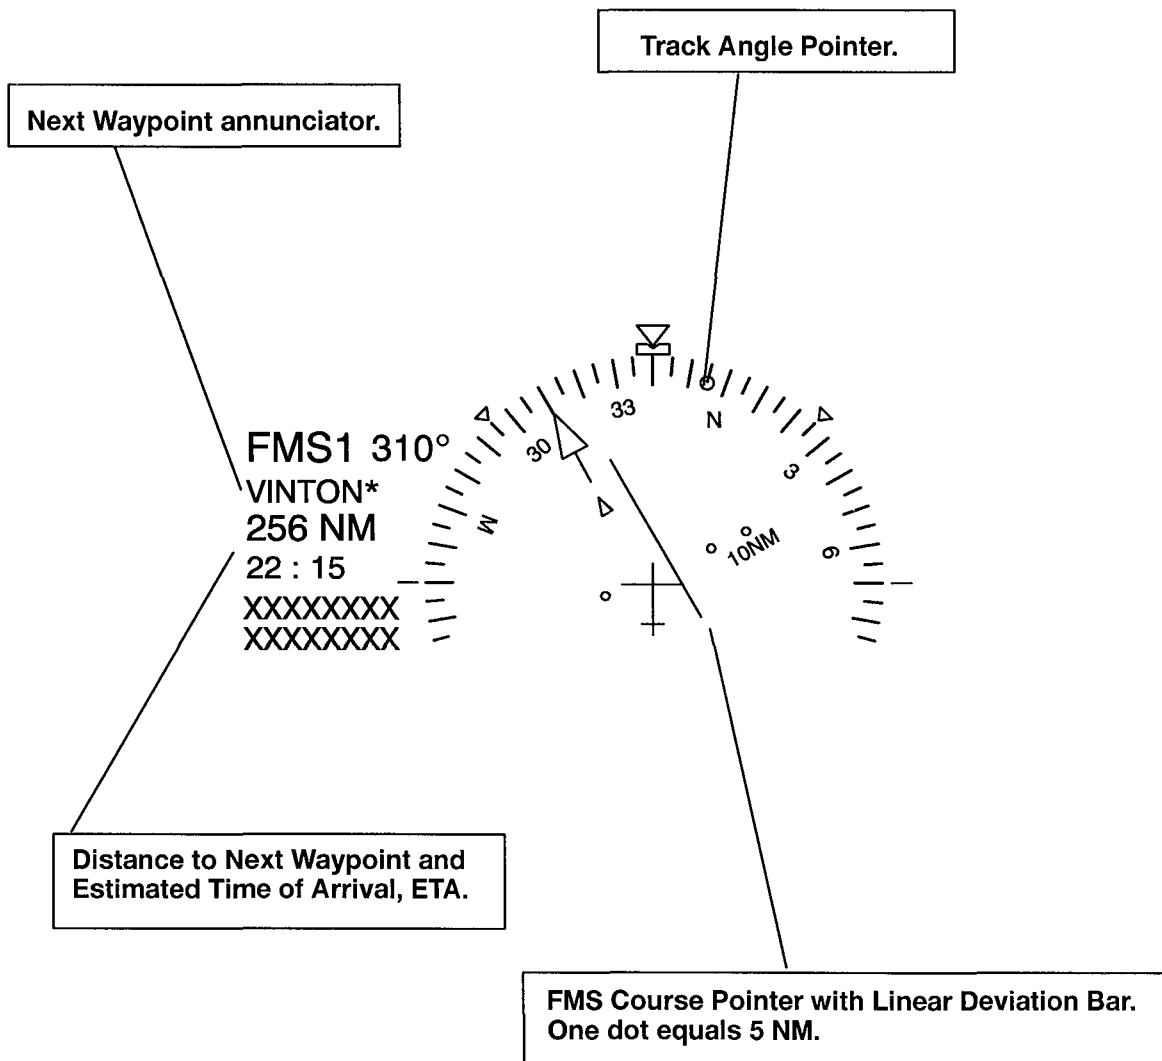 Track Angle Pointer.
Next Waypoint annunciator.
33
N
30
3
FMS1 310°
VINTON*
W
256 NM
10NM
6
22 : 15
XXXXXXXX
XXXXXXXX
Distance to Next Waypoint and
Estimated Time of Arrival, ETA.
FMS Course Pointer with Linear Deviation Bar.
One dot equals 5 NM.